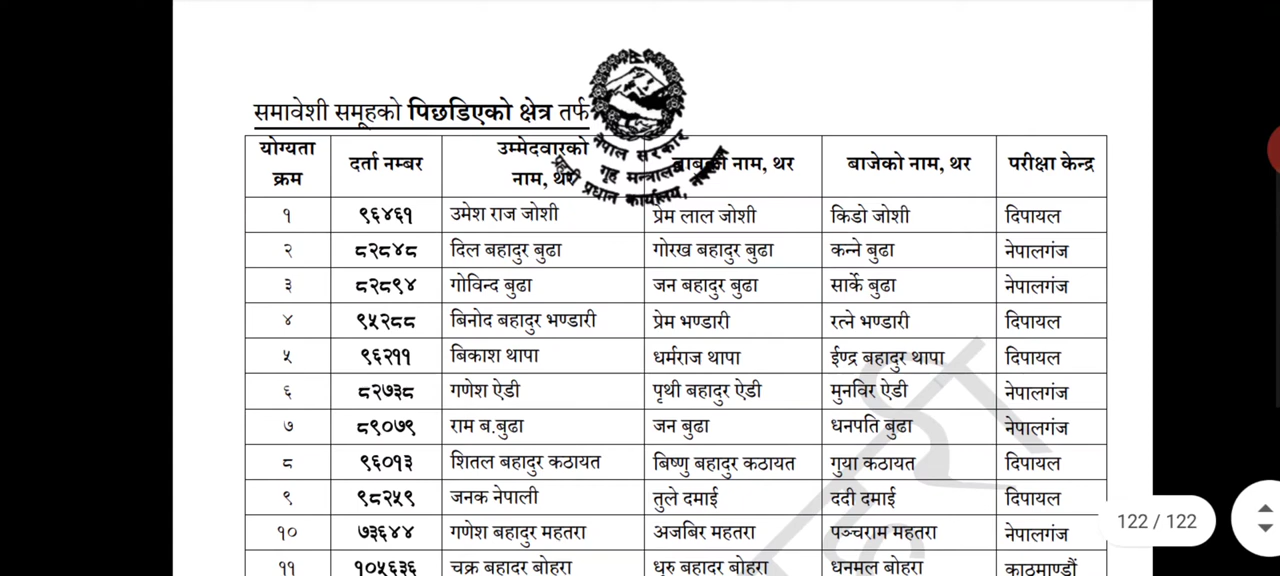 समावेशी समूहको पिछडिएको क्षेत्र तर्फ
नेपाल सरकार
गृह मन्त्रालय
प्रहरी प्रधान कार्यालय,
योग्यता क्रम दर्ता नम्बर उम्मेदवारको नाम, थर बाबुको नाम, थर बाजेको नाम, थर परीक्षा केन्द्र
१ ९६४६१ उमेश राज जोशी प्रेम लाल जोशी किडो जोशी दिपायल
२ ८२८४८ दिल बहादुर बुढा गोरख बहादुर बुढा कन्ने बुढा नेपालगंज
३ ८२८९४ गोविन्द बुढा जन बहादुर बुढा सार्के बुढा नेपालगंज
४ ९५२८८ बिनोद बहादुर भण्डारी प्रेम भण्डारी रत्ने भण्डारी दिपायल
५ ९६२११ बिकाश थापा धर्मराज थापा ईण्द्र बहादुर थापा दिपायल
६ ८२७३८ गणेश ऐडी पृथी बहादुर ऐडी मुनविर ऐडी नेपालगंज
७ ८९०७९ राम ब.बुढा जन बुढा धनपति बुढा नेपालगंज
८ ९६०१३ शितल बहादुर कठायत बिष्णु बहादुर कठायत गुया कठायत दिपायल
९ ९८२५९ जनक नेपाली तुले दमाई ददी दमाई दिपायल
१० ७३६४४ गणेश बहादुर महतरा अजबिर महतरा पञ्चराम महतरा नेपालगंज
११ १०५६३६ चक्र बहादुर बोहरा धुरु बहादुर बोहरा धनमल बोहरा काठमाण्डौं
122 / 122